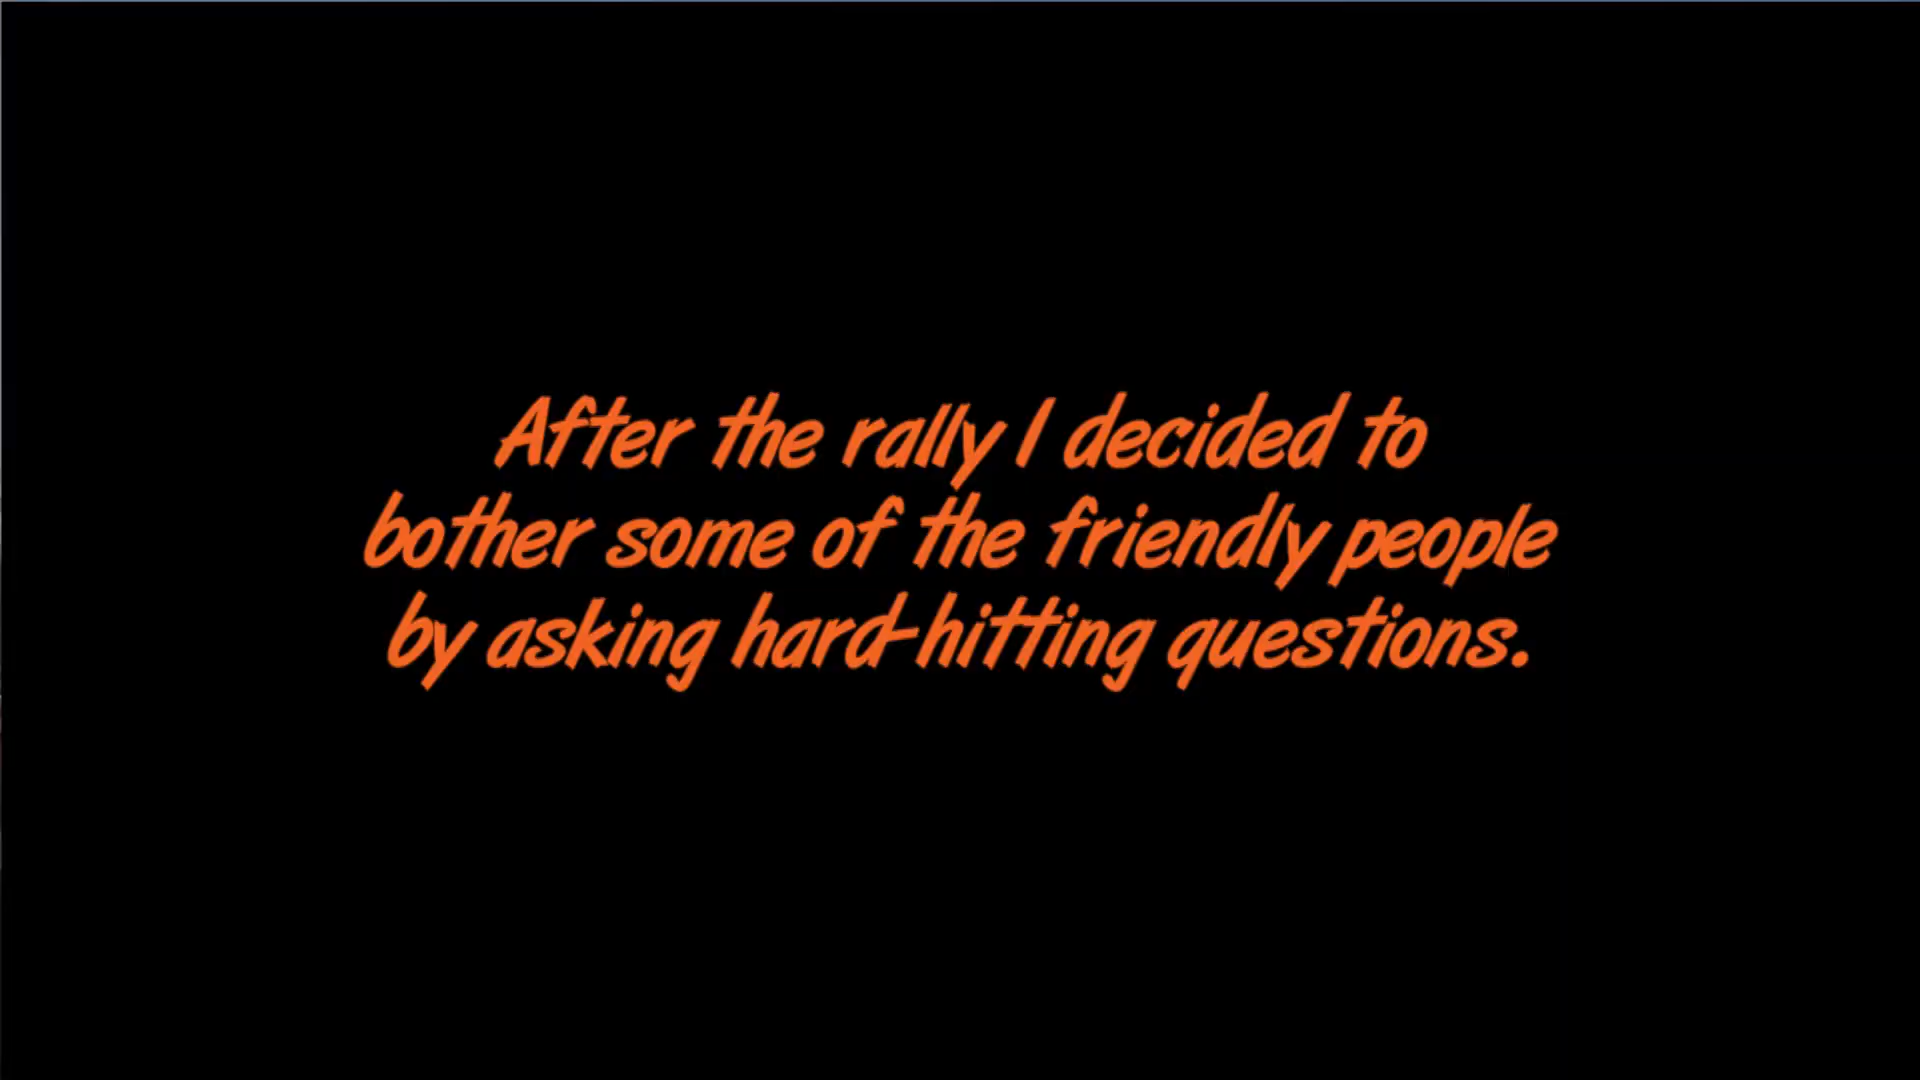 After the rally I decided to
bother some of the friendly people
by asking hard-hitting questions.